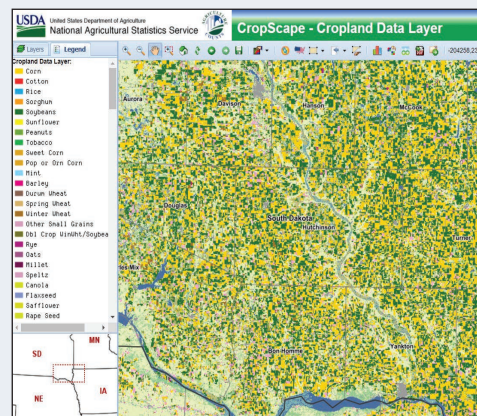 USDA
United States Department of Agriculture
National Agricultural Statistics Service
CropScape - Cropland Data Layer
Layers
Legend
-204258,23
Cropland Data Layer:
Corn
Cotton
Rice
Sorghun
Soybeans
Sunflower
Peanuts
Tobacco
Sweet Corn
Pop or Orn Corn
Mint
Barley
Durum Wheat
Spring Wheat
Winter Wheat
Other Small Grains
Dbl Crop WinWht/Soybea
Rye
Oats
Millet
Speltz
Canola
Flaxseed
Safflower
Rape Seed
Aurora
Davison
Hanson
McCook
Douglas
South Dakota
Hutchinson
Turner
les Mix
Bon Homme
Yankton
MN
SD
NE
IA